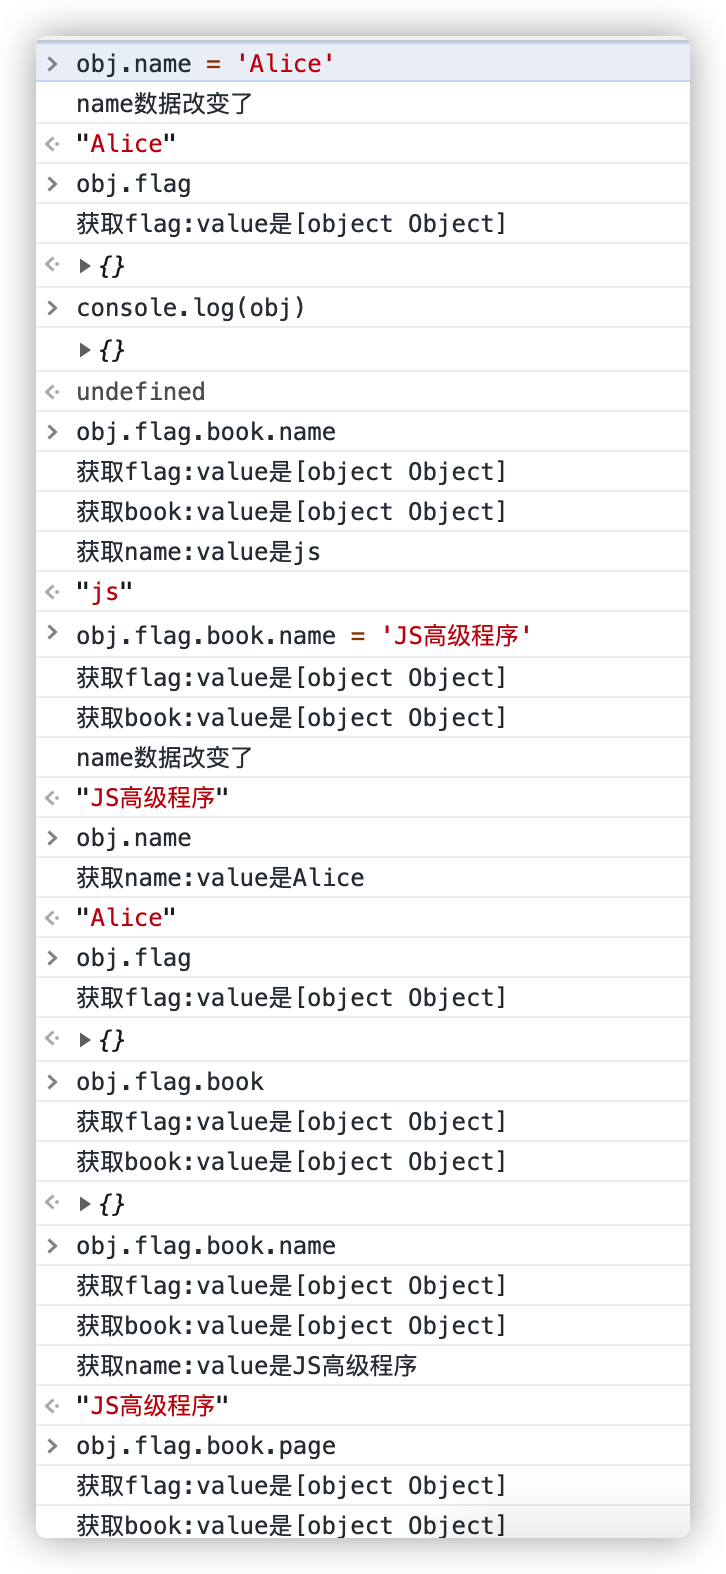 > obj.name = 'Alice'
name数据改变了
"Alice"
> obj.flag
获取flag:value是[object Object]
{}
> console.log(obj)
{}
undefined
> obj.flag.book.name
获取flag:value是[object Object]
获取book:value是[object Object]
获取name:value是js
"js"
> obj.flag.book.name = 'JS高级程序'
获取flag:value是[object Object]
获取book:value是[object Object]
name数据改变了
"JS高级程序"
> obj.name
获取name:value是Alice
"Alice"
> obj.flag
获取flag:value是[object Object]
{}
> obj.flag.book
获取flag:value是[object Object]
获取book:value是[object Object]
{}
> obj.flag.book.name
获取flag:value是[object Object]
获取book:value是[object Object]
获取name:value是JS高级程序
"JS高级程序"
> obj.flag.book.page
获取flag:value是[object Object]
获取book:value是[object Object]